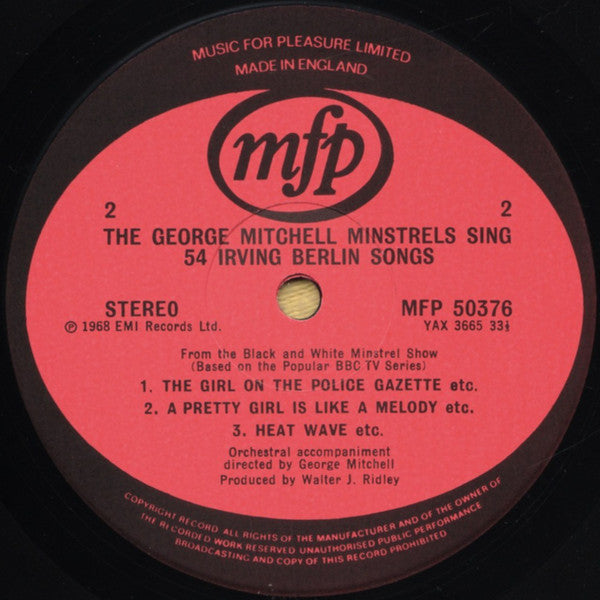 MUSIC FOR PLEASURE LIMITED
MADE IN ENGLAND
mfp
2 2
THE GEORGE MITCHELL MINSTRELS SING
54 IRVING BERLIN SONGS
STEREO MFP 50376
℗ 1968 EMI Records Ltd. YAX 3665 33⅓
From the Black and White Minstrel Show
(Based on the Popular BBC TV Series)
1. THE GIRL ON THE POLICE GAZETTE etc.
2. A PRETTY GIRL IS LIKE A MELODY etc.
3. HEAT WAVE etc.
Orchestral accompaniment
directed by George Mitchell
Produced by Walter J. Ridley
COPYRIGHT RECORD ALL RIGHTS OF THE MANUFACTURER AND OF THE OWNER OF
THE RECORDED WORK RESERVED UNAUTHORISED PUBLIC PERFORMANCE
BROADCASTING AND COPY OF THIS RECORD PROHIBITED